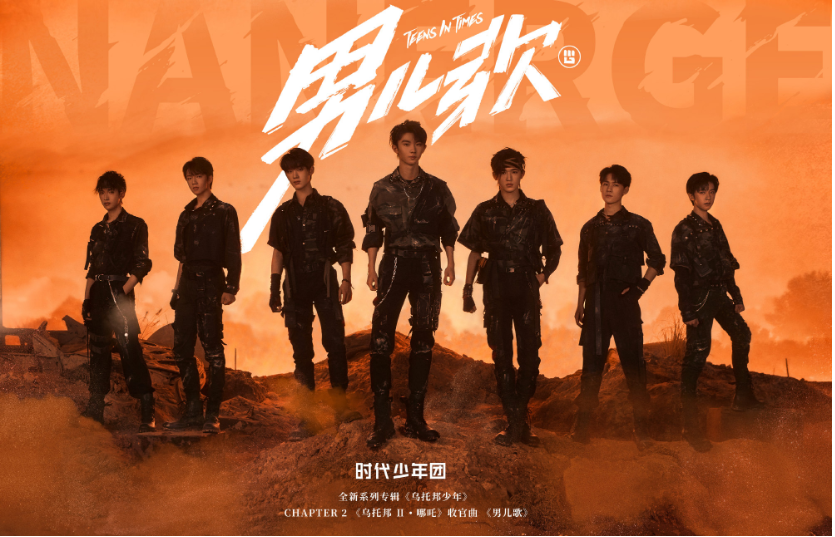 NANERGE
TEENS IN TIMES
男儿歌
时代少年团
全新系列专辑《乌托邦少年》
CHAPTER 2 《乌托邦 II·哪吒》收官曲 《男儿歌》